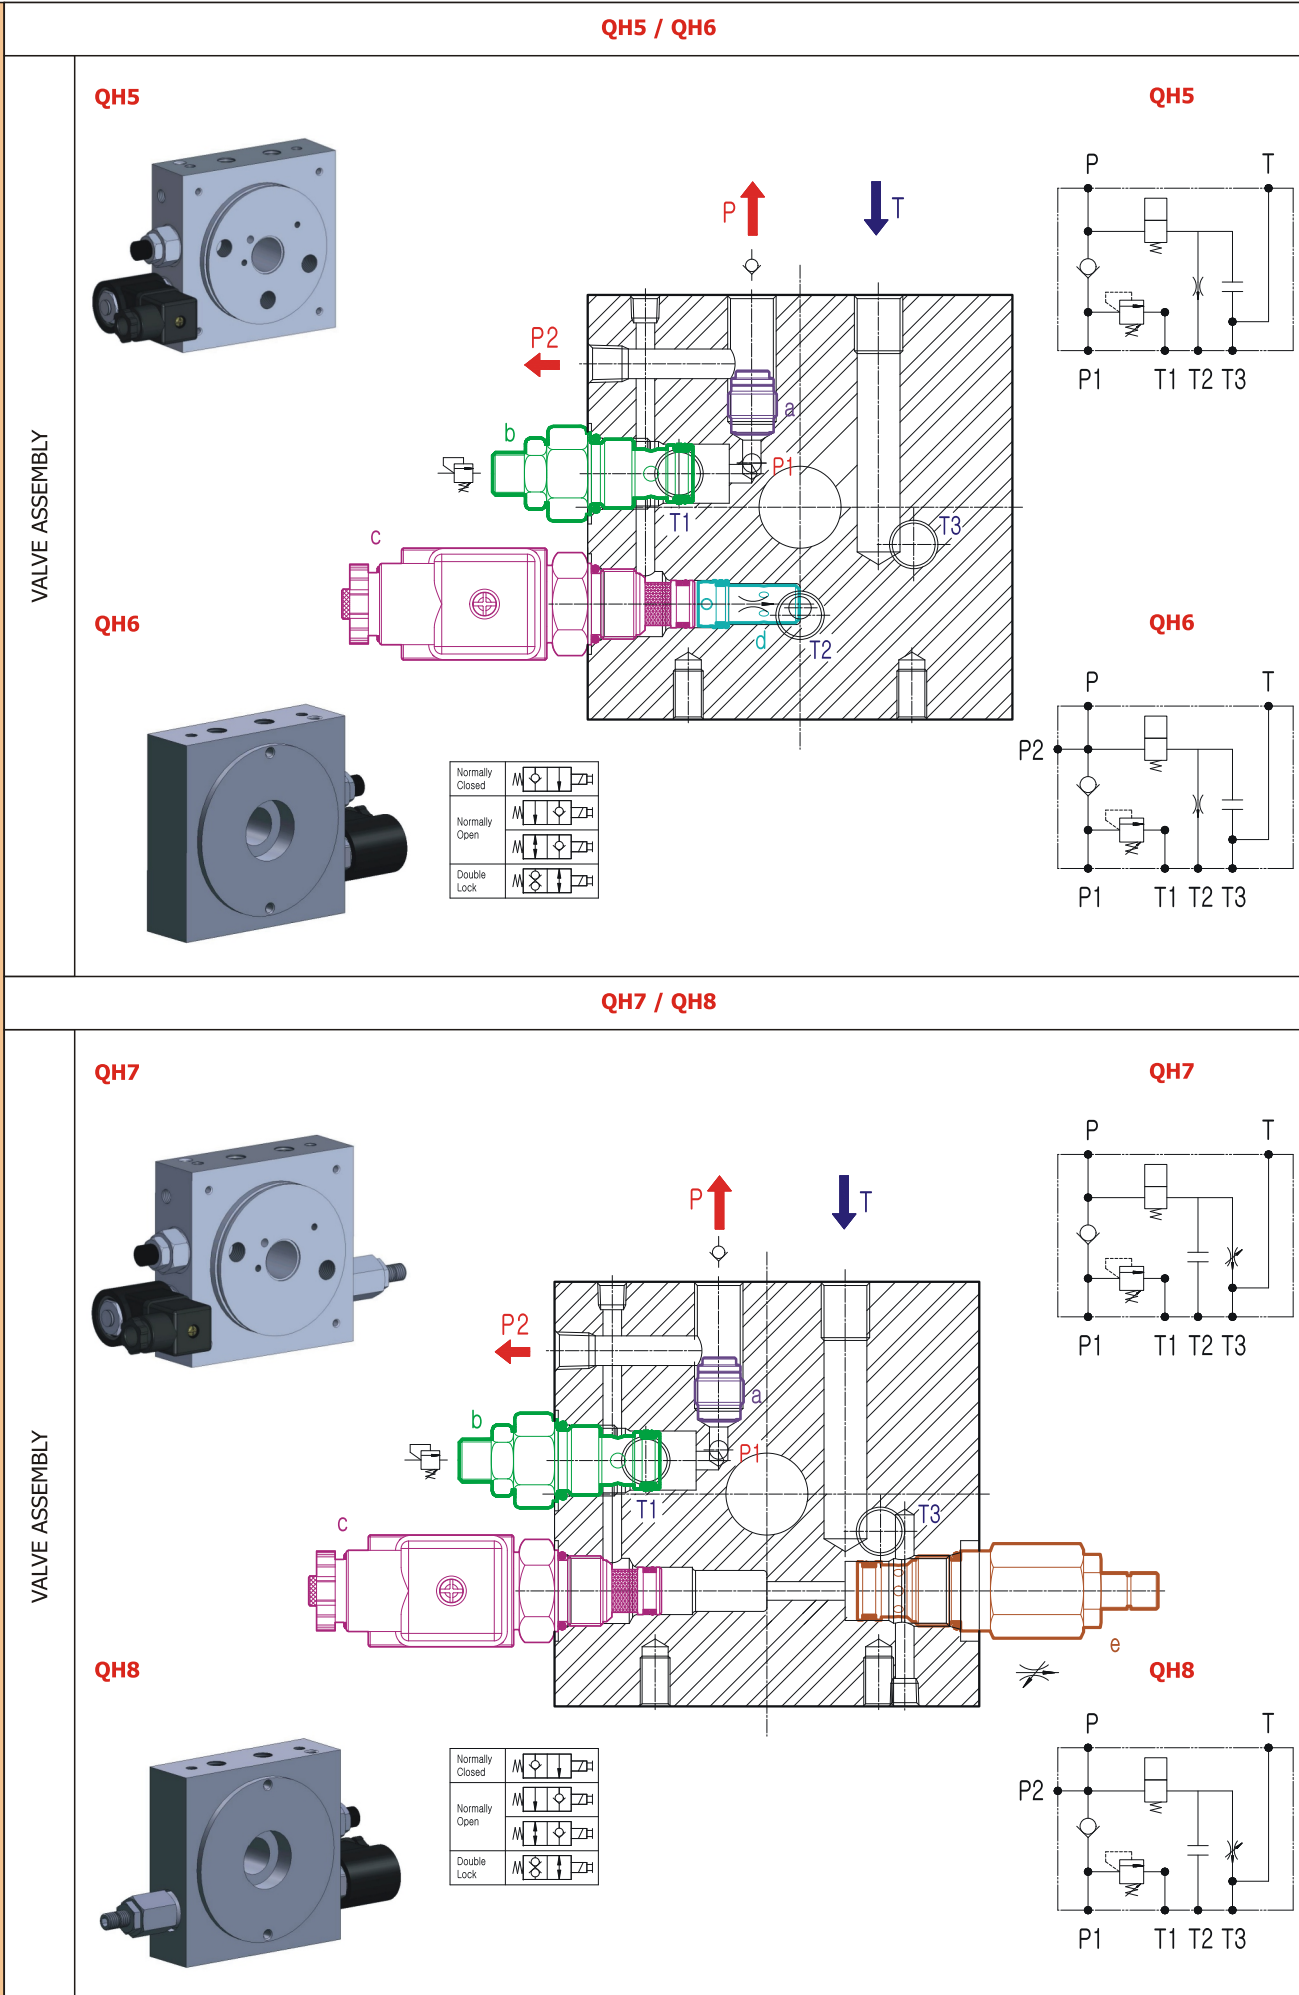 QH5 / QH6
VALVE ASSEMBLY
QH5
QH5
P T
P1 T1 T2 T3
P T
P2
a
b
P1
T1
T3
c
d
T2
QH6
QH6
P T
P2
P1 T1 T2 T3
Normally
Closed
Normally
Open
Double
Lock
QH7 / QH8
VALVE ASSEMBLY
QH7
QH7
P T
P1 T1 T2 T3
P T
P2
a
b
P1
T1
T3
c
e
QH8
QH8
P T
P2
P1 T1 T2 T3
Normally
Closed
Normally
Open
Double
Lock